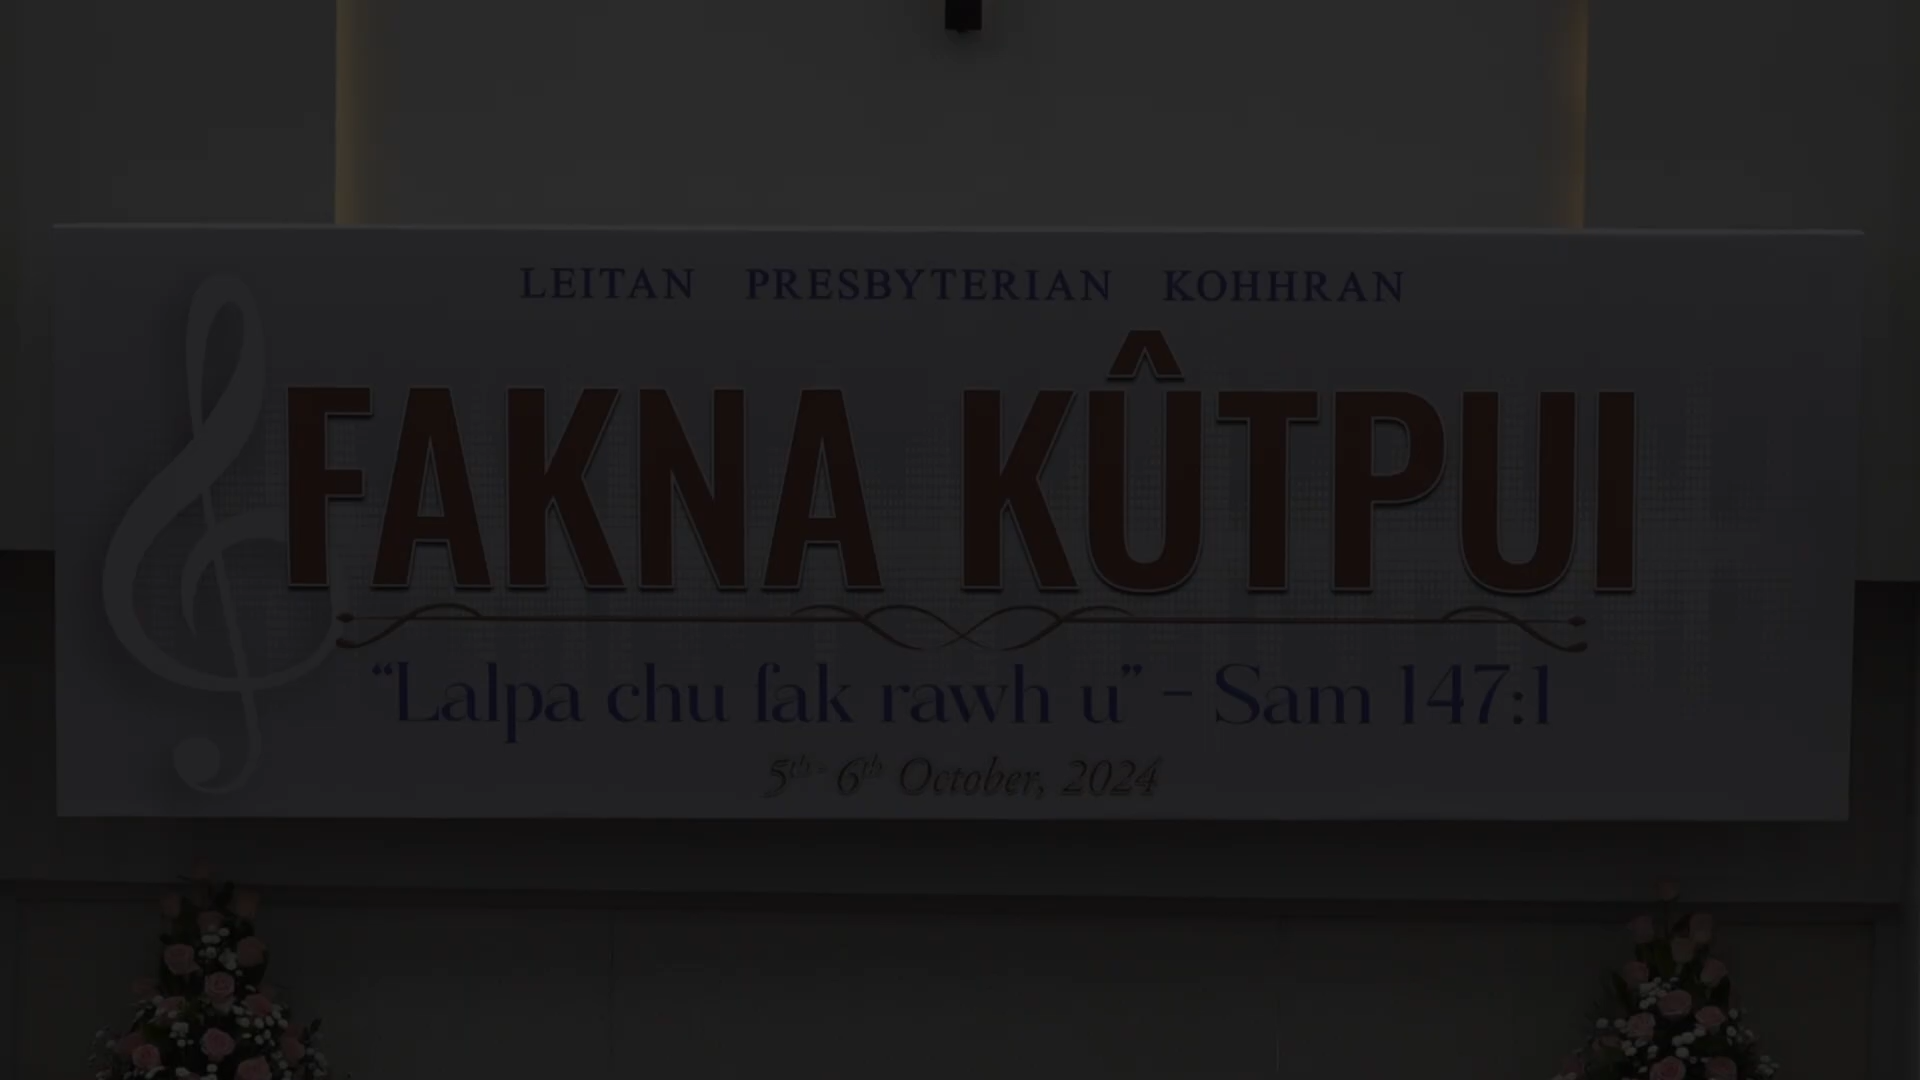 LEITAN PRESBYTERIAN KOHHRAN
FAKNA KÛTPUI
“Lalpa chu fak rawh u” – Sam 147:1
5th - 6th October, 2024